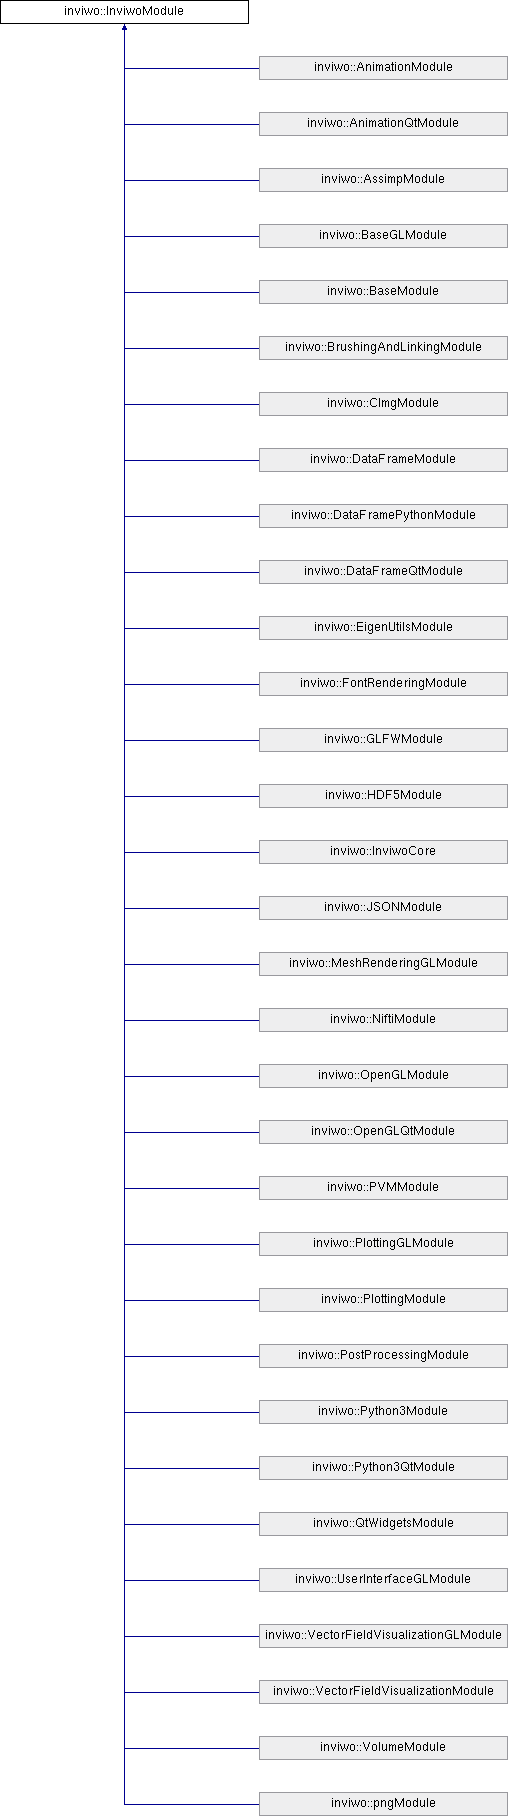 inviwo::InviwoModule
inviwo::AnimationModule
inviwo::AnimationQtModule
inviwo::AssimpModule
inviwo::BaseGLModule
inviwo::BaseModule
inviwo::BrushingAndLinkingModule
inviwo::CImgModule
inviwo::DataFrameModule
inviwo::DataFramePythonModule
inviwo::DataFrameQtModule
inviwo::EigenUtilsModule
inviwo::FontRenderingModule
inviwo::GLFWModule
inviwo::HDF5Module
inviwo::InviwoCore
inviwo::JSONModule
inviwo::MeshRenderingGLModule
inviwo::NiftiModule
inviwo::OpenGLModule
inviwo::OpenGLQtModule
inviwo::PVMModule
inviwo::PlottingGLModule
inviwo::PlottingModule
inviwo::PostProcessingModule
inviwo::Python3Module
inviwo::Python3QtModule
inviwo::QtWidgetsModule
inviwo::UserInterfaceGLModule
inviwo::VectorFieldVisualizationGLModule
inviwo::VectorFieldVisualizationModule
inviwo::VolumeModule
inviwo::pngModule